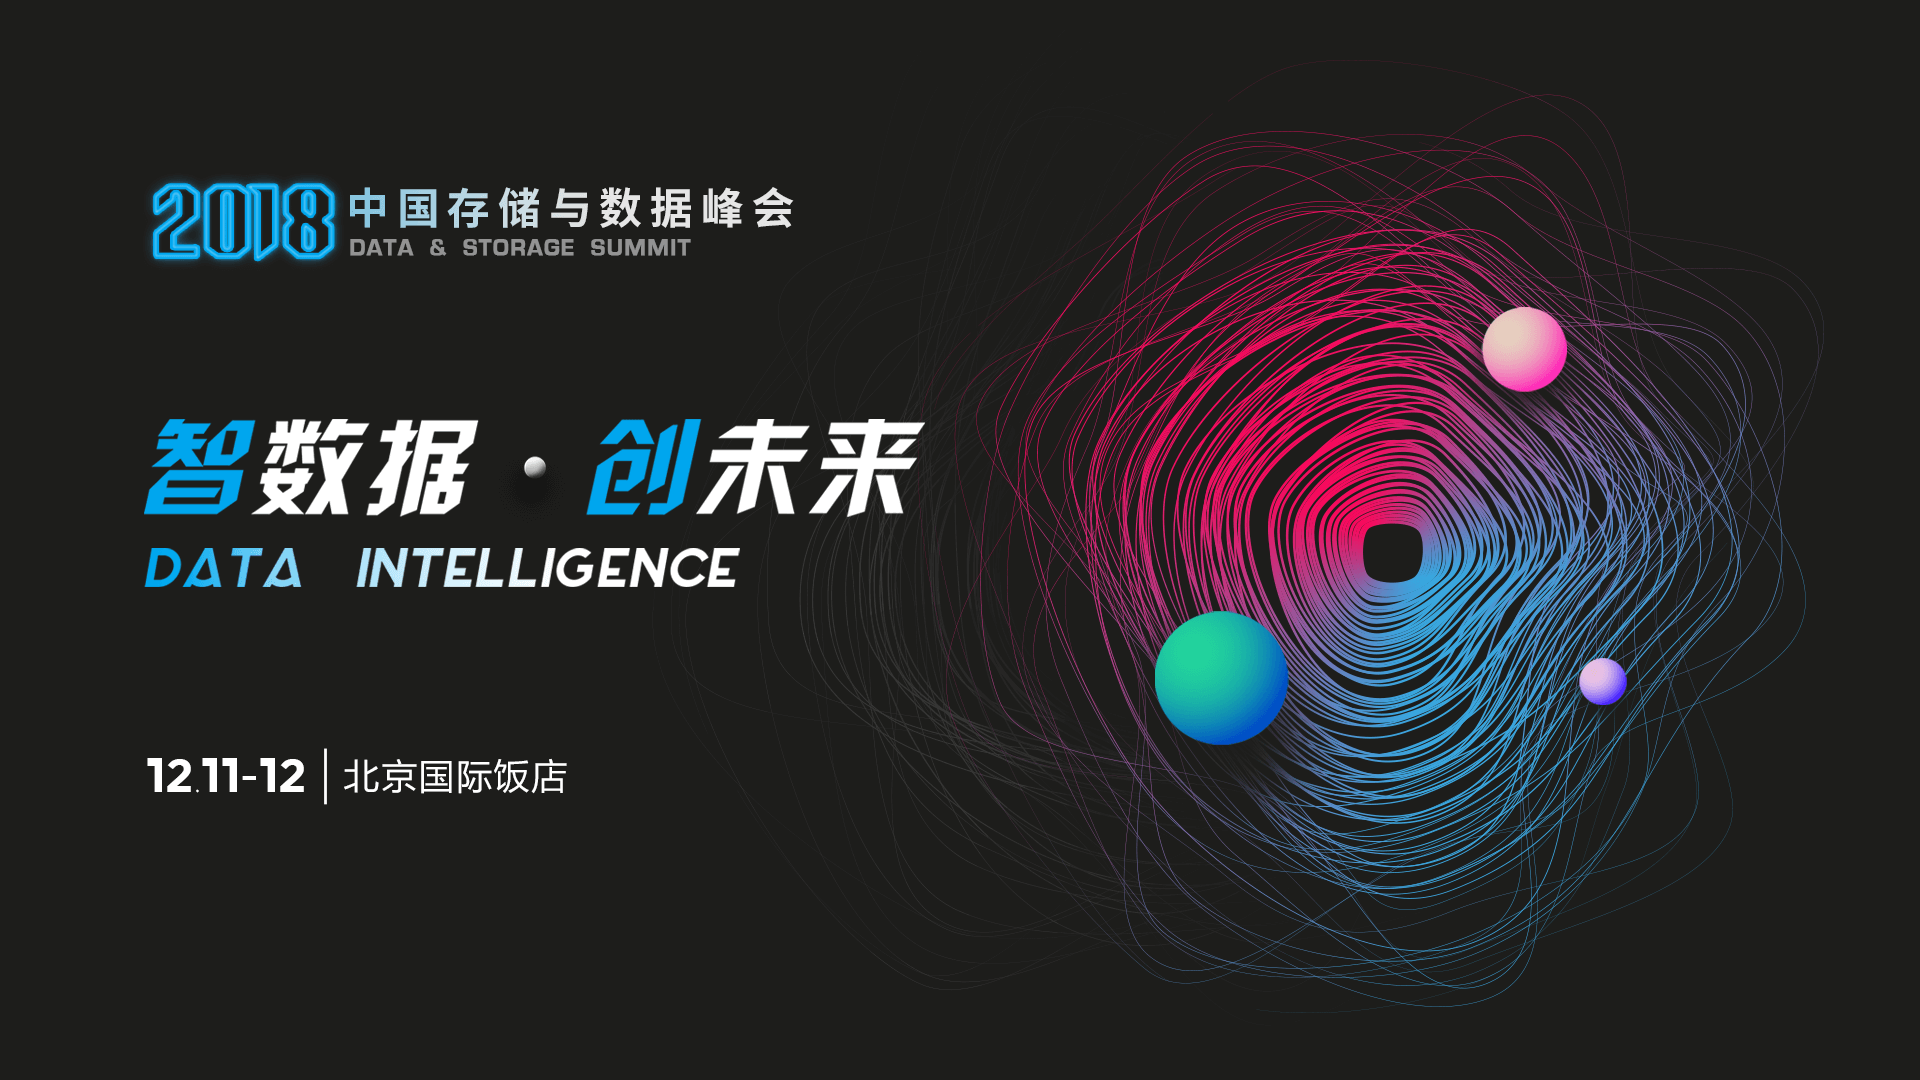 2018 中国存储与数据峰会
DATA & STORAGE SUMMIT
智数据·创未来
DATA INTELLIGENCE
12.11-12 | 北京国际饭店